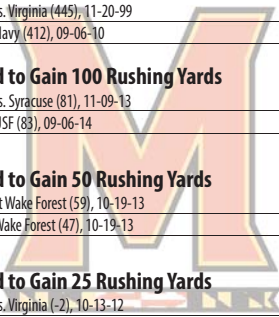 s. Virginia (445), 11-20-99
Navy (412), 09-06-10
d to Gain 100 Rushing Yards
s. Syracuse (81), 11-09-13
USF (83), 09-06-14
d to Gain 50 Rushing Yards
t Wake Forest (59), 10-19-13
Wake Forest (47), 10-19-13
d to Gain 25 Rushing Yards
s. Virginia (-2), 10-13-12